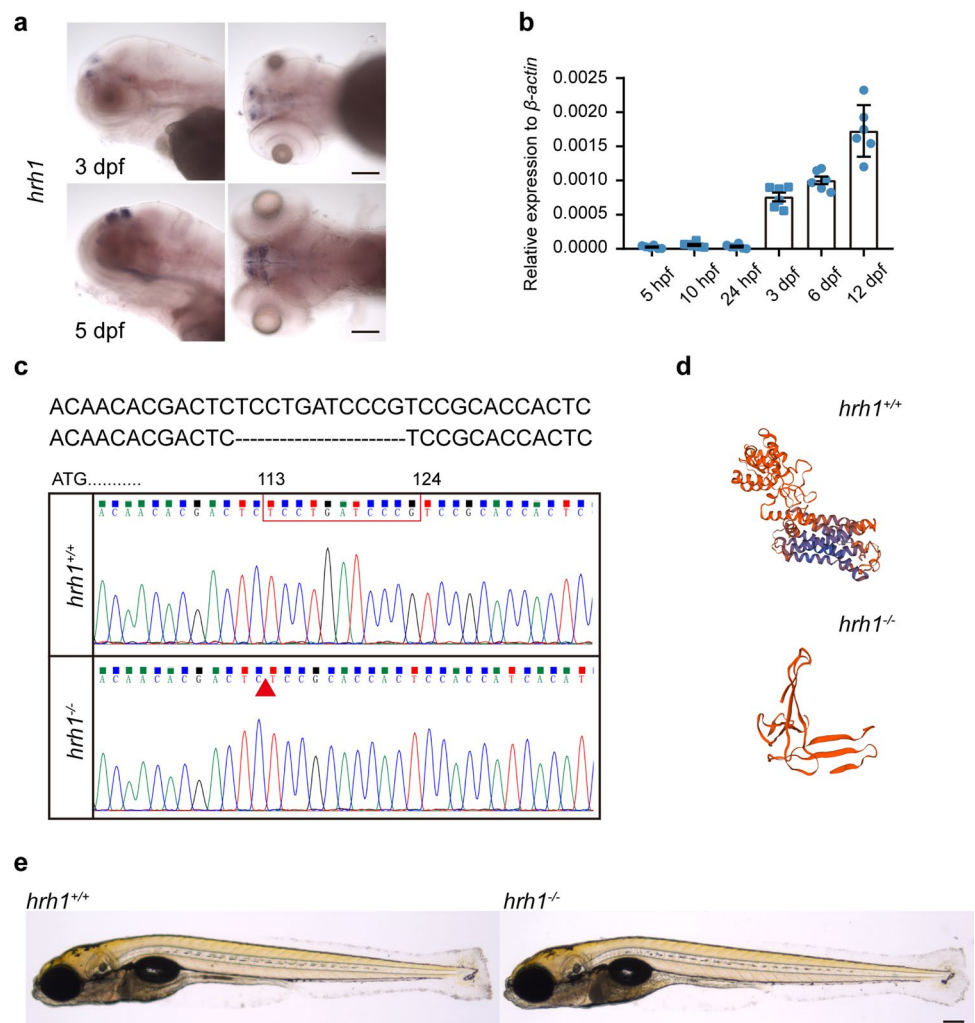 a
hrh1
3 dpf
5 dpf
b
Relative expression to β-actin
0.0025
0.0020
0.0015
0.0010
0.0005
0.0000
5 hpf
10 hpf
24 hpf
3 dpf
6 dpf
12 dpf
c
ACAACACGACTCTCCTGATCCCGTCCGCACCACTC
ACAACACGACTC-----------------------TCCGCACCACTC
ATG...........
113
124
hrh1+/+
A C A A C A C G A C T C T C C T G A T C C C G T C C G C A C C A C T C
hrh1-/-
A C A A C A C G A C T C T C C G C A C C A C T C C A C C A T C A C A T
d
hrh1+/+
hrh1-/-
e
hrh1+/+
hrh1-/-